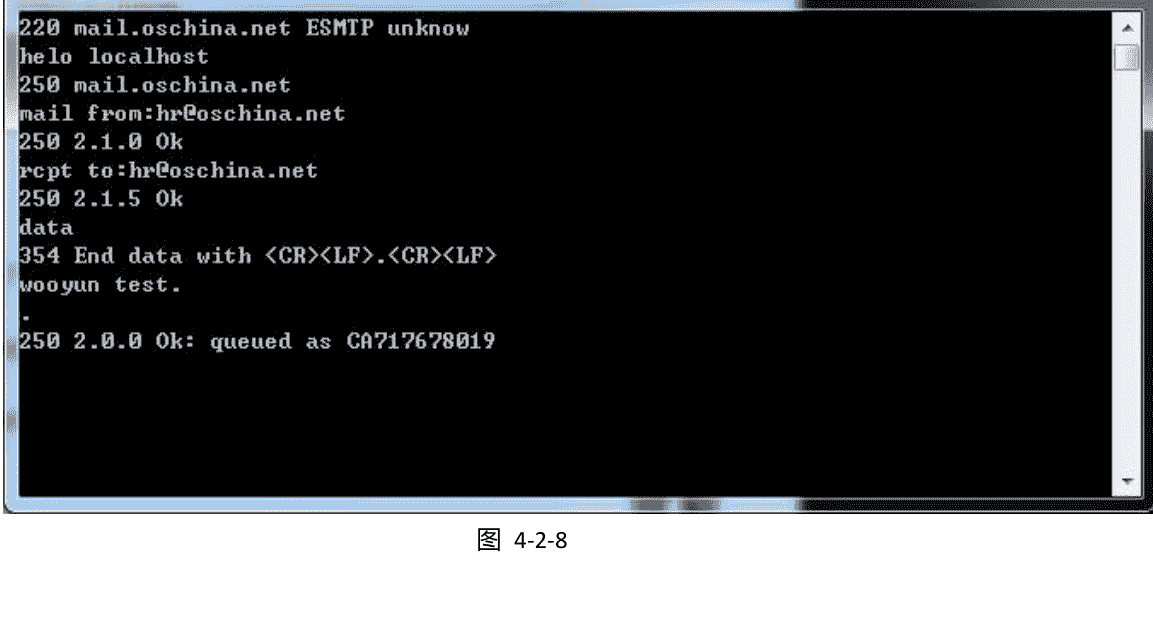 220 mail.oschina.net ESMTP unknow
helo localhost
250 mail.oschina.net
mail from:hr@oschina.net
250 2.1.0 Ok
rcpt to:hr@oschina.net
250 2.1.5 Ok
data
354 End data with <CR><LF>.<CR><LF>
wooyun test.
.
250 2.0.0 Ok: queued as CA717678019
图 4-2-8